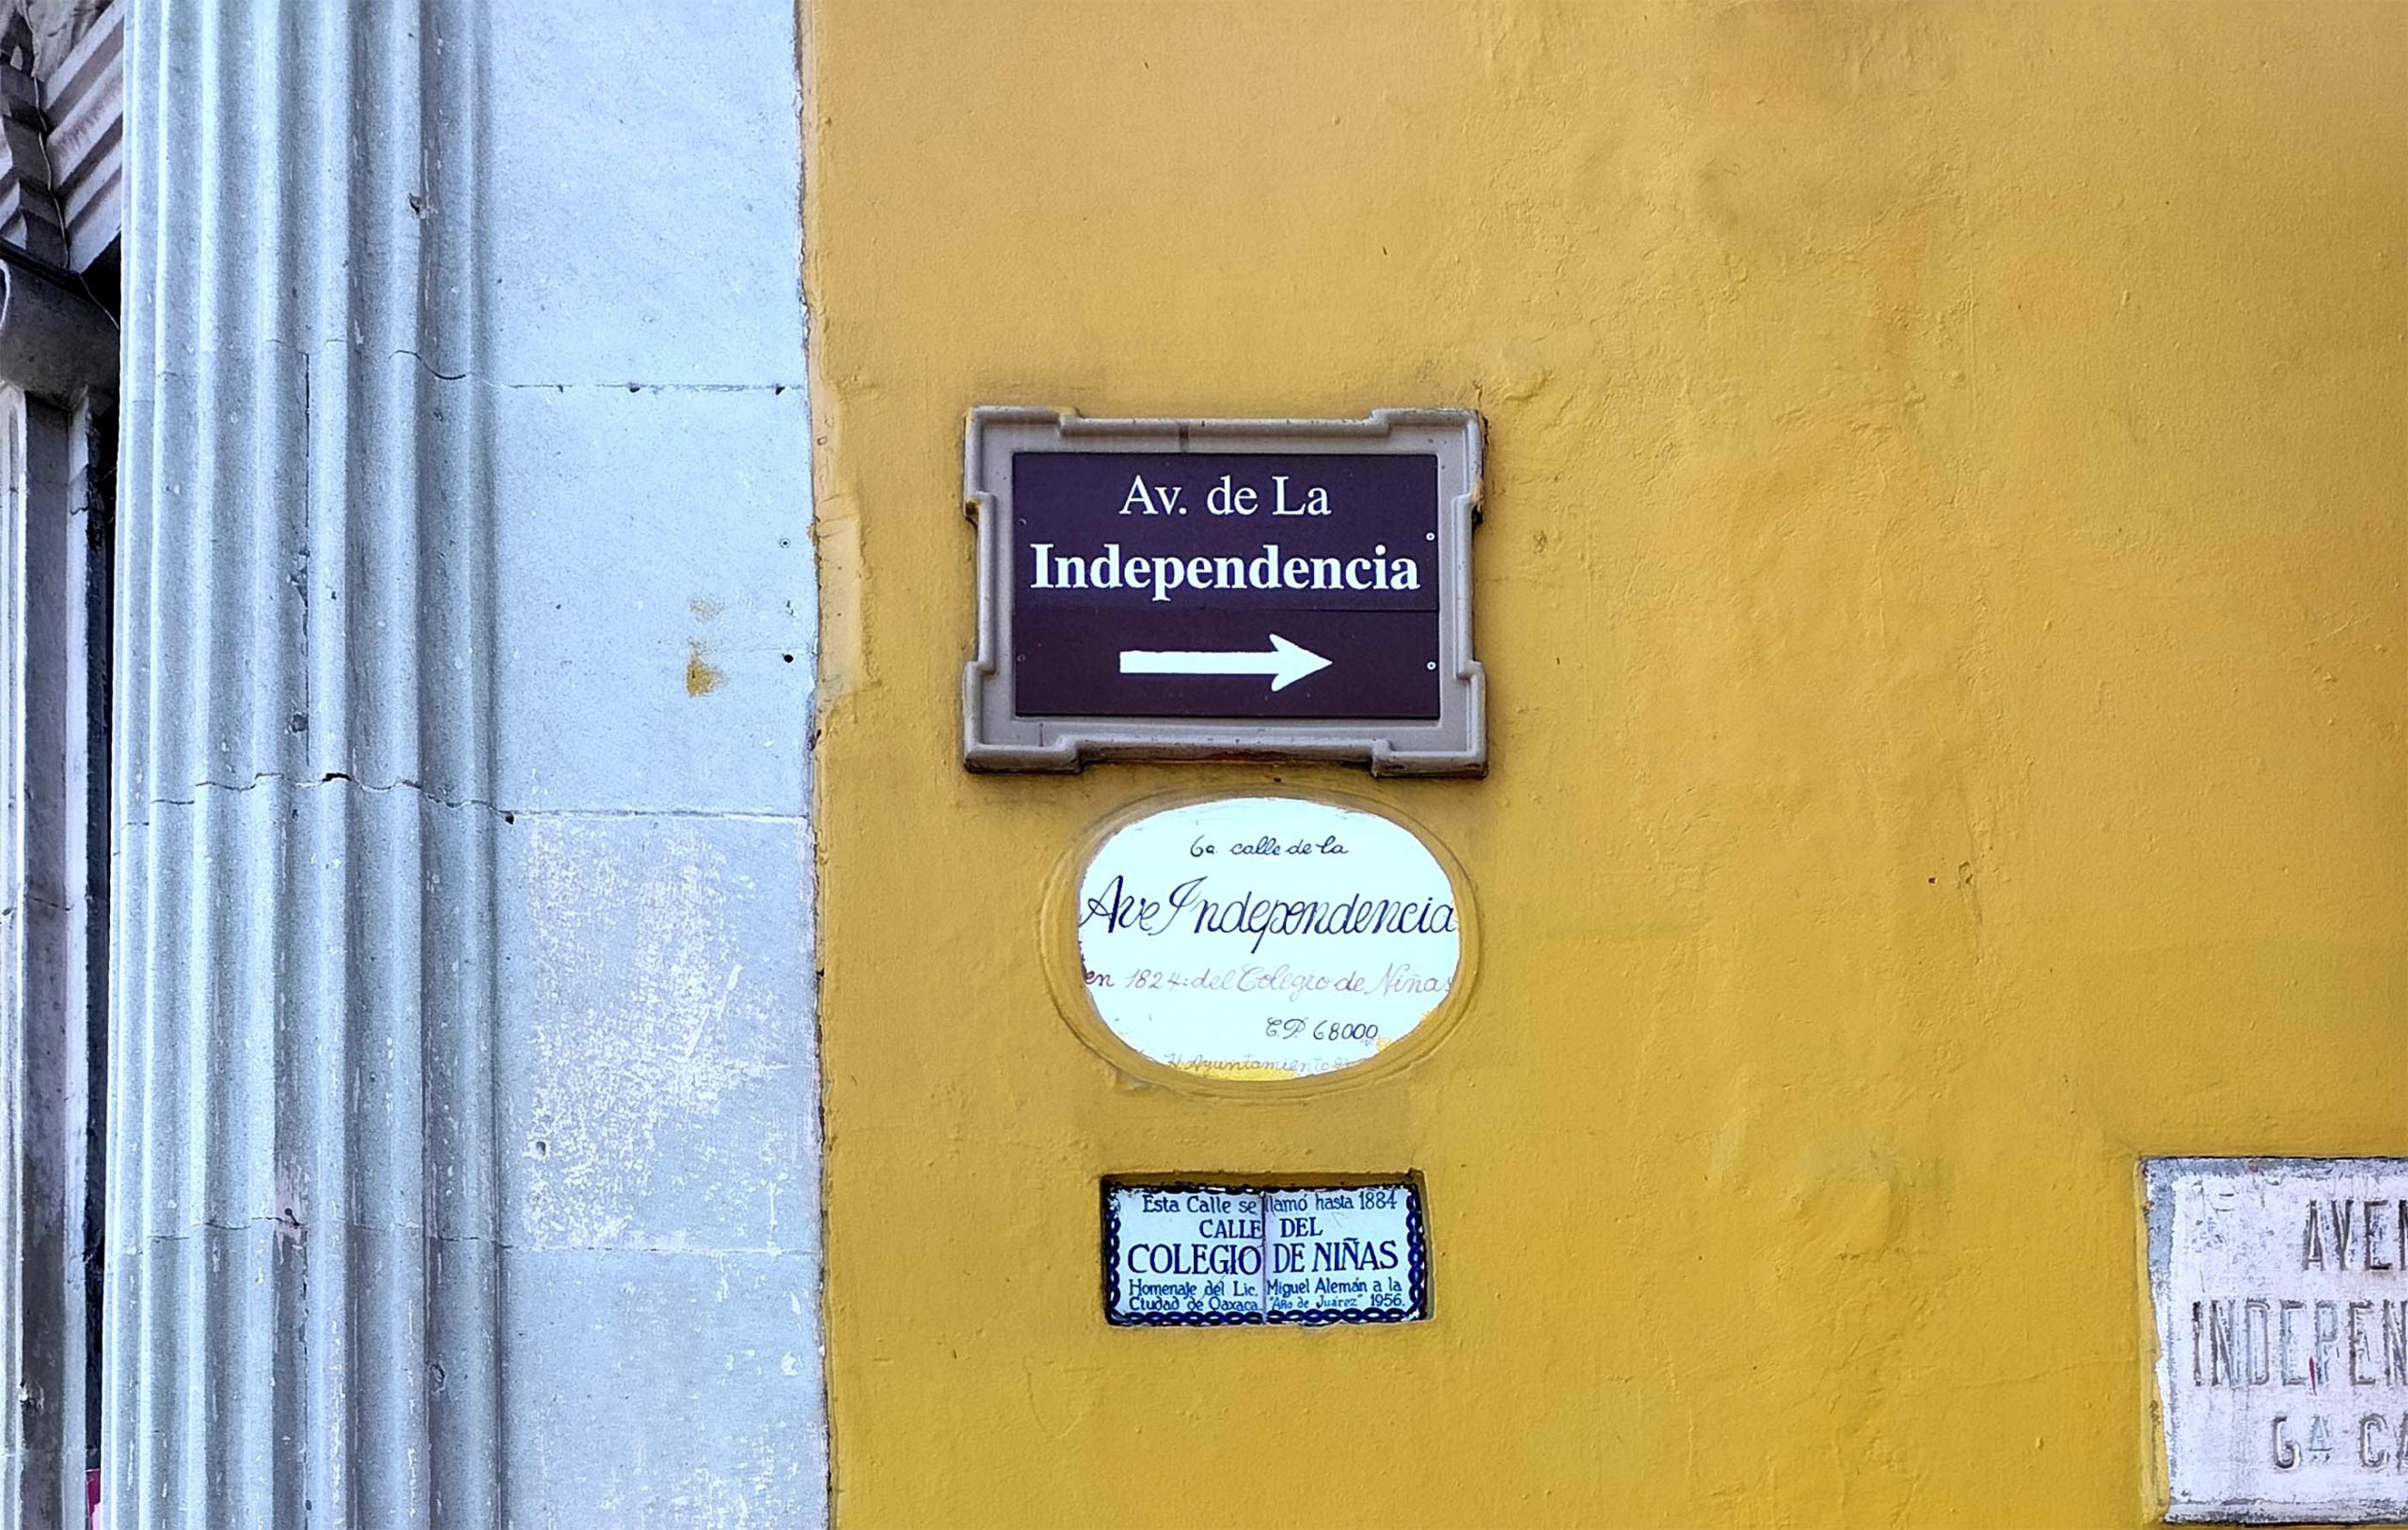 Av. de La
Independencia
6a calle de la
Ave Independencia
en 1824: del Colegio de Niñas
C.P. 68000
H. Ayuntamiento
Esta Calle se llamó hasta 1884
CALLE DEL
COLEGIO DE NIÑAS
Homenaje del Lic. Miguel Alemán a la
Ciudad de Oaxaca "Año de Juárez" 1956.
AVEN
INDEPEN
6A CA